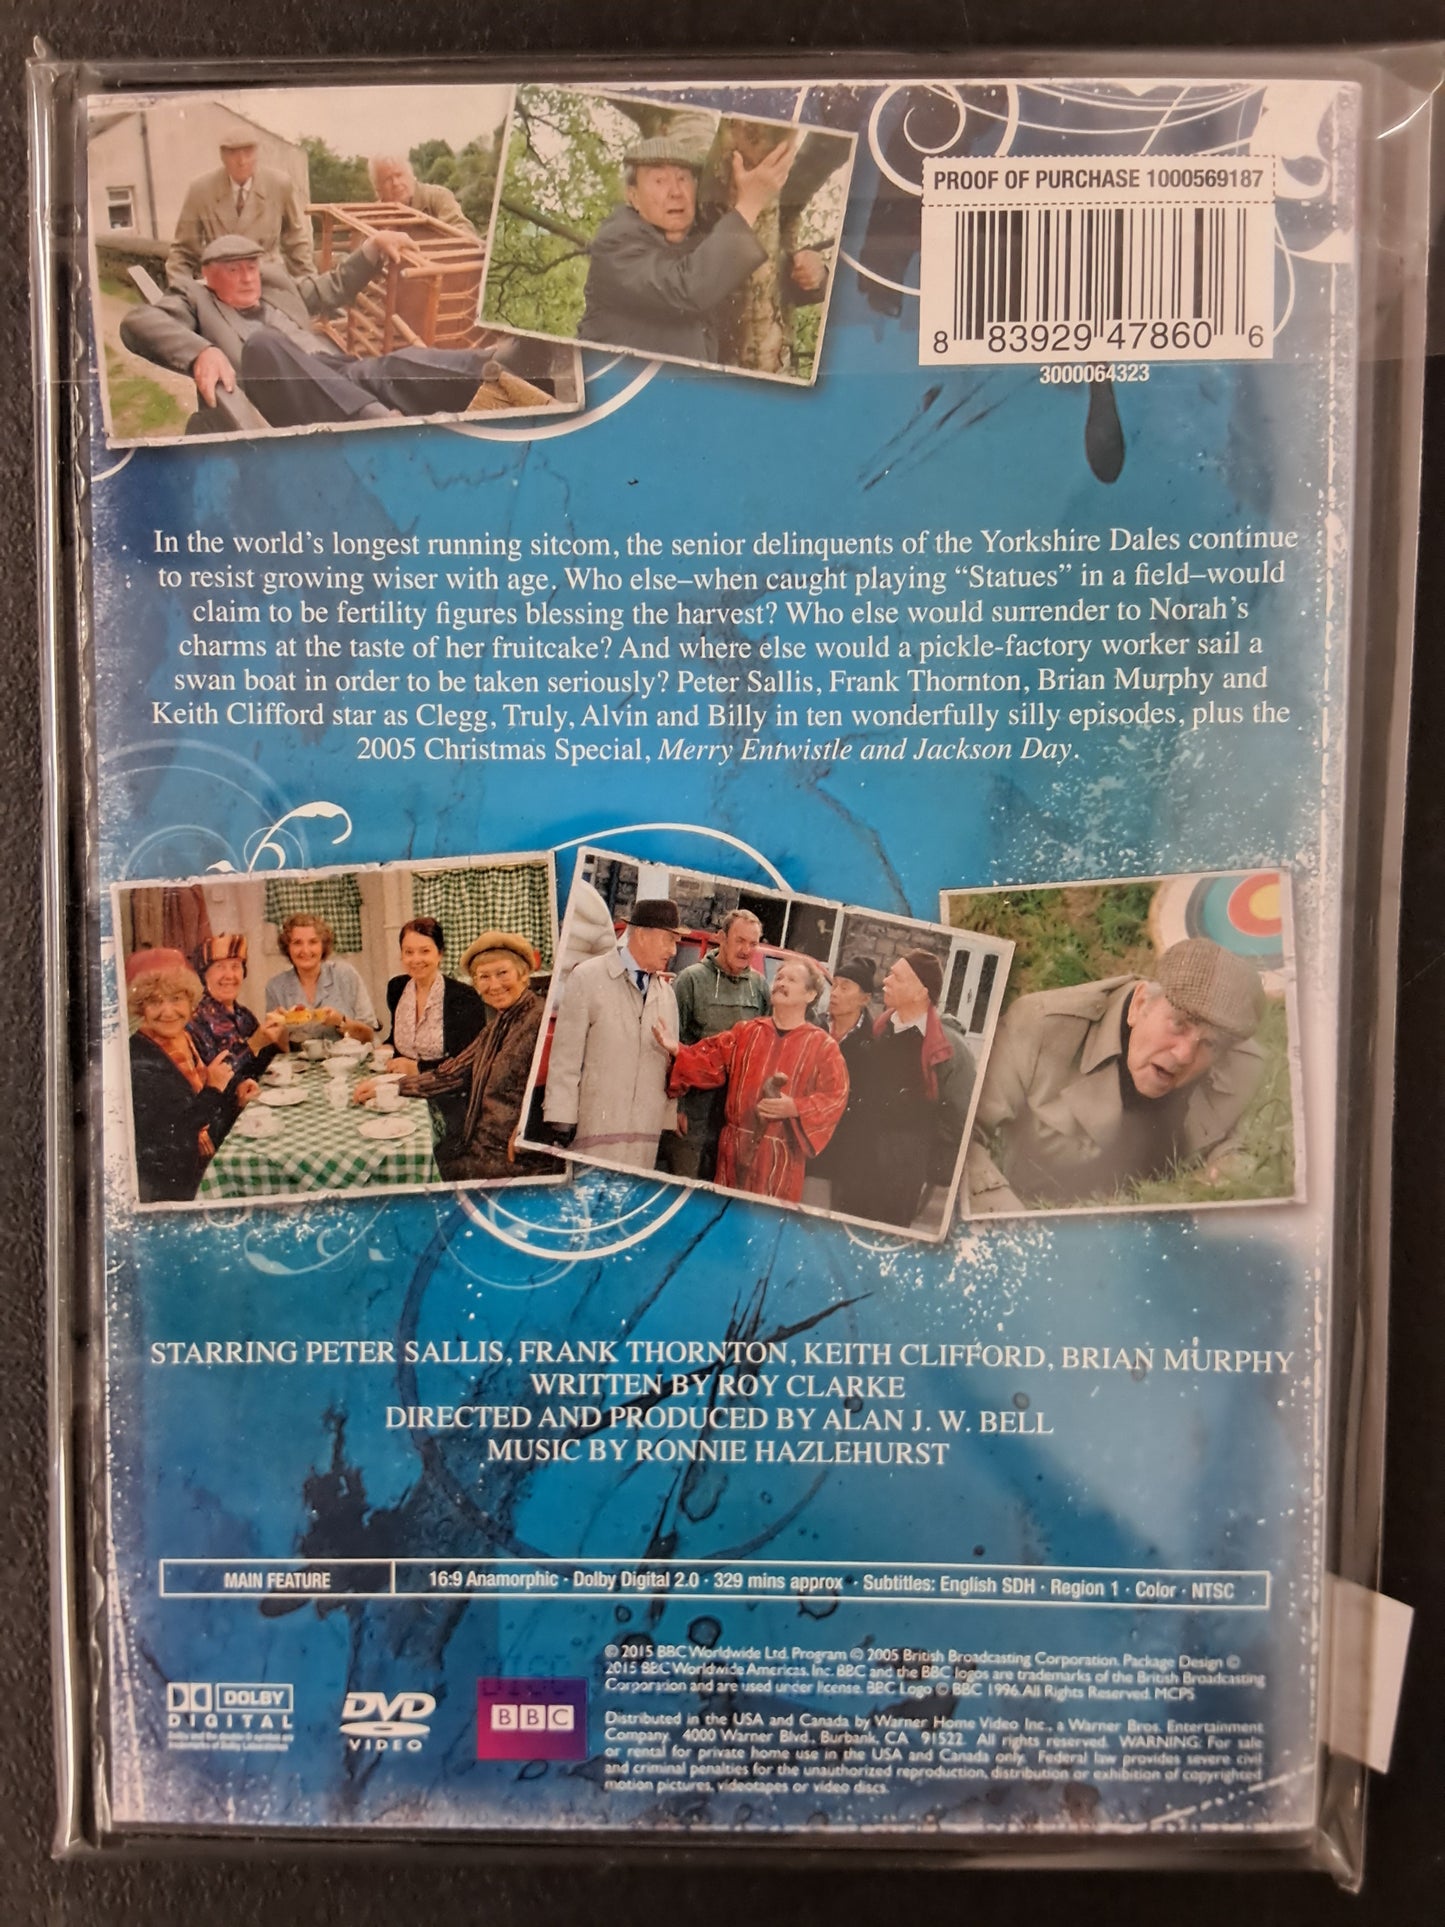 PROOF OF PURCHASE 1000569187
8 83929 47860 6
3000064323
In the world's longest running sitcom, the senior delinquents of the Yorkshire Dales continue
to resist growing wiser with age. Who else–when caught playing “Statues” in a field–would
claim to be fertility figures blessing the harvest? Who else would surrender to Norah's
charms at the taste of her fruitcake? And where else would a pickle-factory worker sail a
swan boat in order to be taken seriously? Peter Sallis, Frank Thornton, Brian Murphy and
Keith Clifford star as Clegg, Truly, Alvin and Billy in ten wonderfully silly episodes, plus the
2005 Christmas Special, Merry Entwistle and Jackson Day.
STARRING PETER SALLIS, FRANK THORNTON, KEITH CLIFFORD, BRIAN MURPHY
WRITTEN BY ROY CLARKE
DIRECTED AND PRODUCED BY ALAN J. W. BELL
MUSIC BY RONNIE HAZLEHURST
MAIN FEATURE 16:9 Anamorphic · Dolby Digital 2.0 · 329 mins approx · Subtitles: English SDH · Region 1 · Color · NTSC
DOLBY
DIGITAL
Dolby and the double-D symbol are
trademarks of Dolby Laboratories
DVD
VIDEO
BBC
© 2015 BBC Worldwide Ltd. Program © 2005 British Broadcasting Corporation. Package Design ©
2015 BBC Worldwide Americas, Inc. BBC and the BBC logos are trademarks of the British Broadcasting
Corporation and are used under license. BBC Logo © BBC 1996. All Rights Reserved. MCPS
Distributed in the USA and Canada by Warner Home Video Inc., a Warner Bros. Entertainment
Company, 4000 Warner Blvd., Burbank, CA 91522. All rights reserved. WARNING: For sale
or rental for private home use in the USA and Canada only. Federal law provides severe civil
and criminal penalties for the unauthorized reproduction, distribution or exhibition of copyrighted
motion pictures, videotapes or video discs.